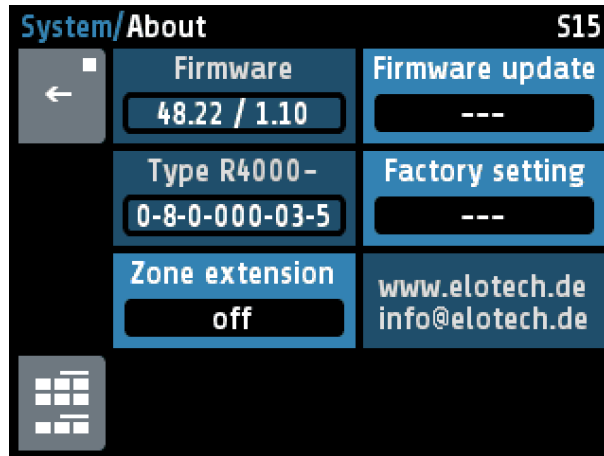 System/About S15
←
Firmware
48.22 / 1.10
Firmware update
---
Type R4000-
0-8-0-000-03-5
Factory setting
---
Zone extension
off
www.elotech.de
info@elotech.de